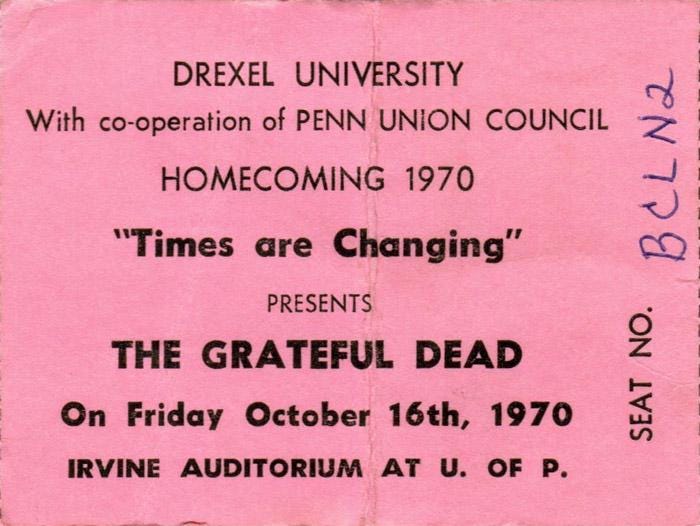 DREXEL UNIVERSITY
With co-operation of PENN UNION COUNCIL
HOMECOMING 1970
"Times are Changing"
PRESENTS
THE GRATEFUL DEAD
On Friday October 16th, 1970
IRVINE AUDITORIUM AT U. OF P.
SEAT NO. BCLN2